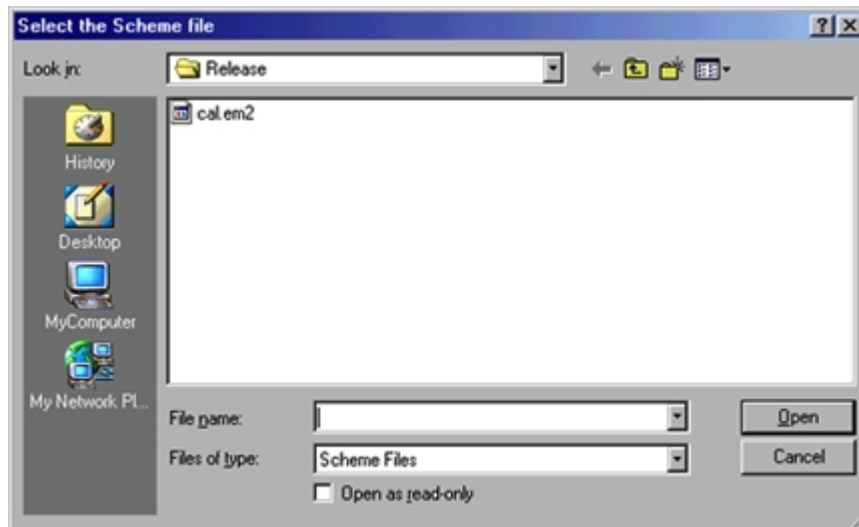 Select the Scheme file
Look in: Release
cal.em2
History
Desktop
MyComputer
My Network Pl...
File name: Open
Files of type: Scheme Files Cancel
Open as read-only